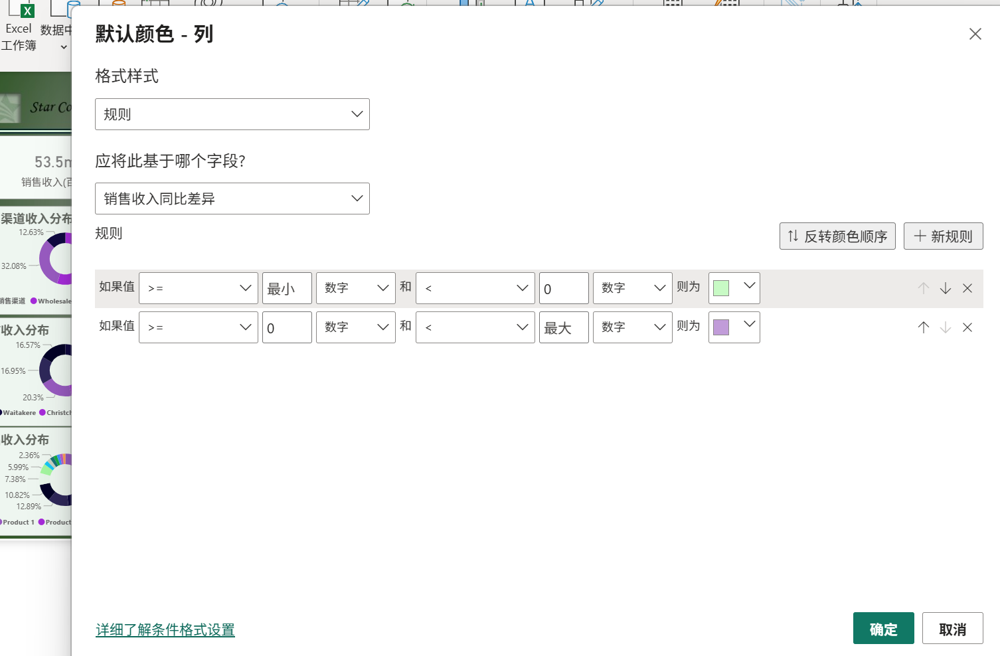 Excel
工作簿
数据中
默认颜色 - 列
格式样式
规则
应将此基于哪个字段?
销售收入同比差异
规则
反转颜色顺序
新规则
如果值 >= 最小 数字 和 < 0 数字 则为
如果值 >= 0 数字 和 < 最大 数字 则为
详细了解条件格式设置
确定
取消
Star Co
53.5m
销售收入(百
渠道收入分布
12.63%
32.08%
销售渠道 Wholesale
收入分布
16.57%
16.95%
20.3%
Waitakere Christch
收入分布
2.36%
5.99%
7.38%
10.82%
12.89%
Product 1 Product